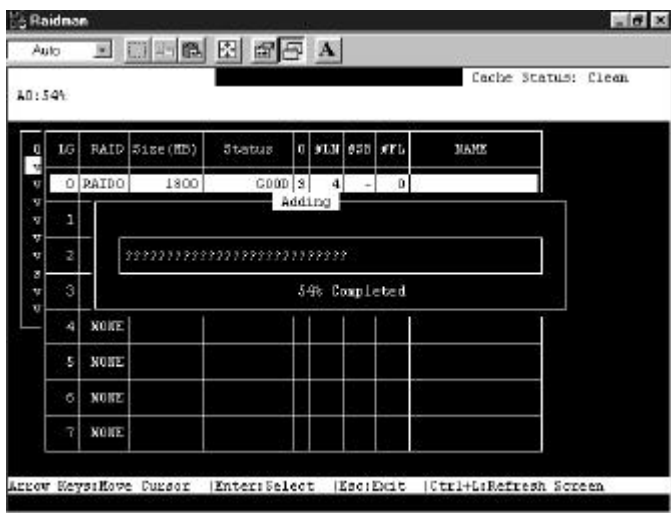 Raidman
Auto
A
Cache Status: Clean
A0:54%
Q LG RAID Size(MB) Status O #LN #SB #FL NAME
v
v 0 RAID0 1800 GOOD S 4 - 0
v Adding
v 1
v
v 2 ????????????????????????????
s
v 3 54% Completed
v
4 NONE
5 NONE
6 NONE
7 NONE
Arrow Keys:Move Cursor |Enter:Select |Esc:Exit |Ctrl+L:Refresh Screen